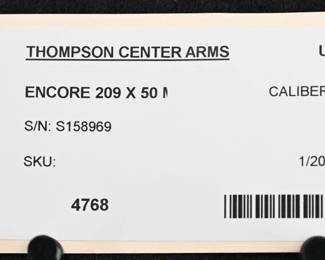 THOMPSON CENTER ARMS
ENCORE 209 X 50 CALIBER
S/N: S158969
SKU: 1/20
4768